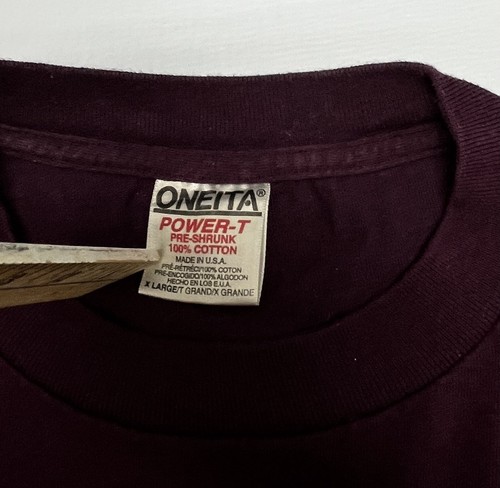 ONEITA®
POWER-T
PRE-SHRUNK
100% COTTON
MADE IN U.S.A.
PRÉ-RÉTRÉCI/100% COTON
PRE-ENCOGIDO/100% ALGODON
HECHO EN LOS E.U.A.
X LARGE/T GRAND/X GRANDE